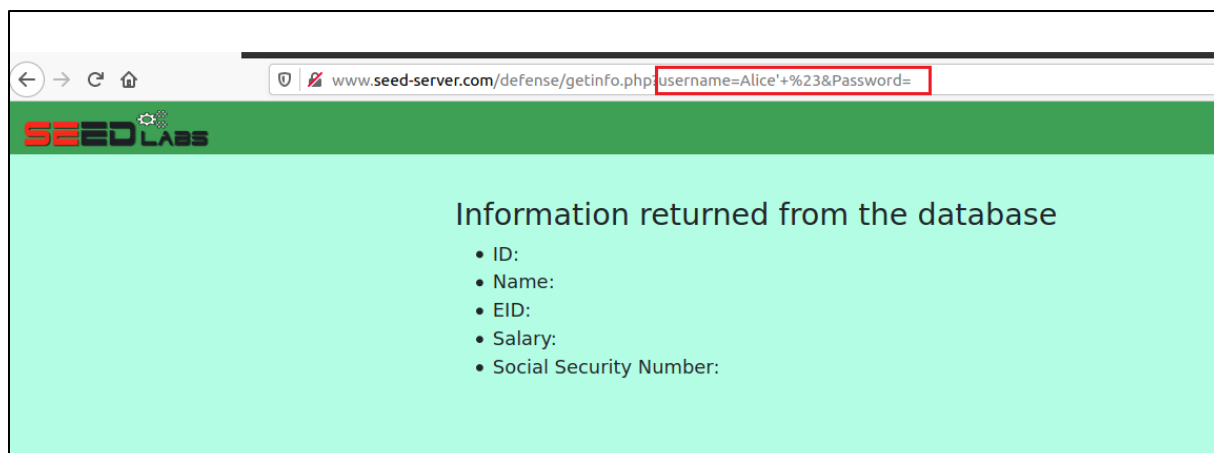 www.seed-server.com/defense/getinfo.php?username=Alice'+%23&Password=
SEED LABS
Information returned from the database
• ID:
• Name:
• EID:
• Salary:
• Social Security Number: